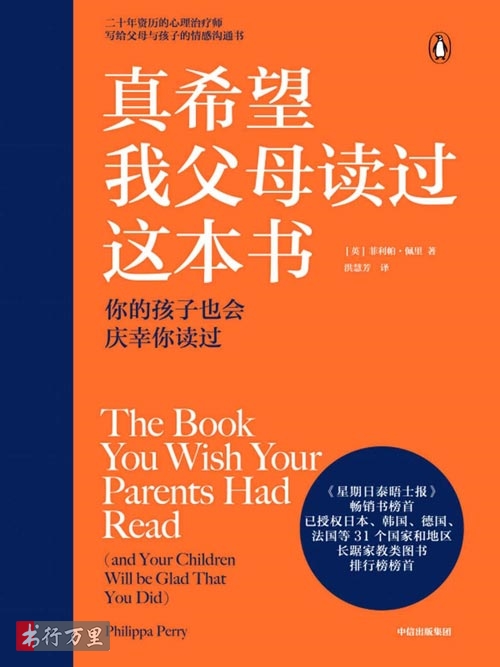 二十年资历的心理治疗师
写给父母与孩子的情感沟通书
真希望
我父母读过
这本书
[英] 菲利帕·佩里 著
洪慧芳 译
你的孩子也会
庆幸你读过
The Book
You Wish Your
Parents Had
Read
(and Your Children
Will be Glad That
You Did)
Philippa Perry
《星期日泰晤士报》
畅销书榜首
已授权日本、韩国、德国、
法国等 31 个国家和地区
长踞家教类图书
排行榜榜首
中信出版集团
书行万里